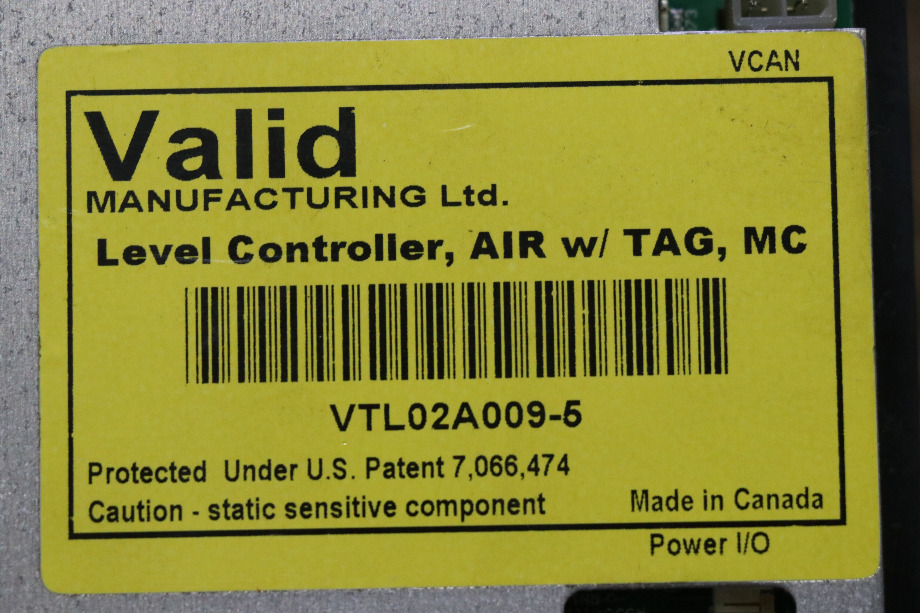 VCAN
Valid
MANUFACTURING Ltd.
Level Controller, AIR w/ TAG, MC
VTL02A009-5
Protected Under U.S. Patent 7,066,474
Caution - static sensitive component
Made in Canada
Power I/O